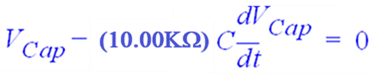 V_Cap − (10.00KΩ) C dV_Cap/dt = 0